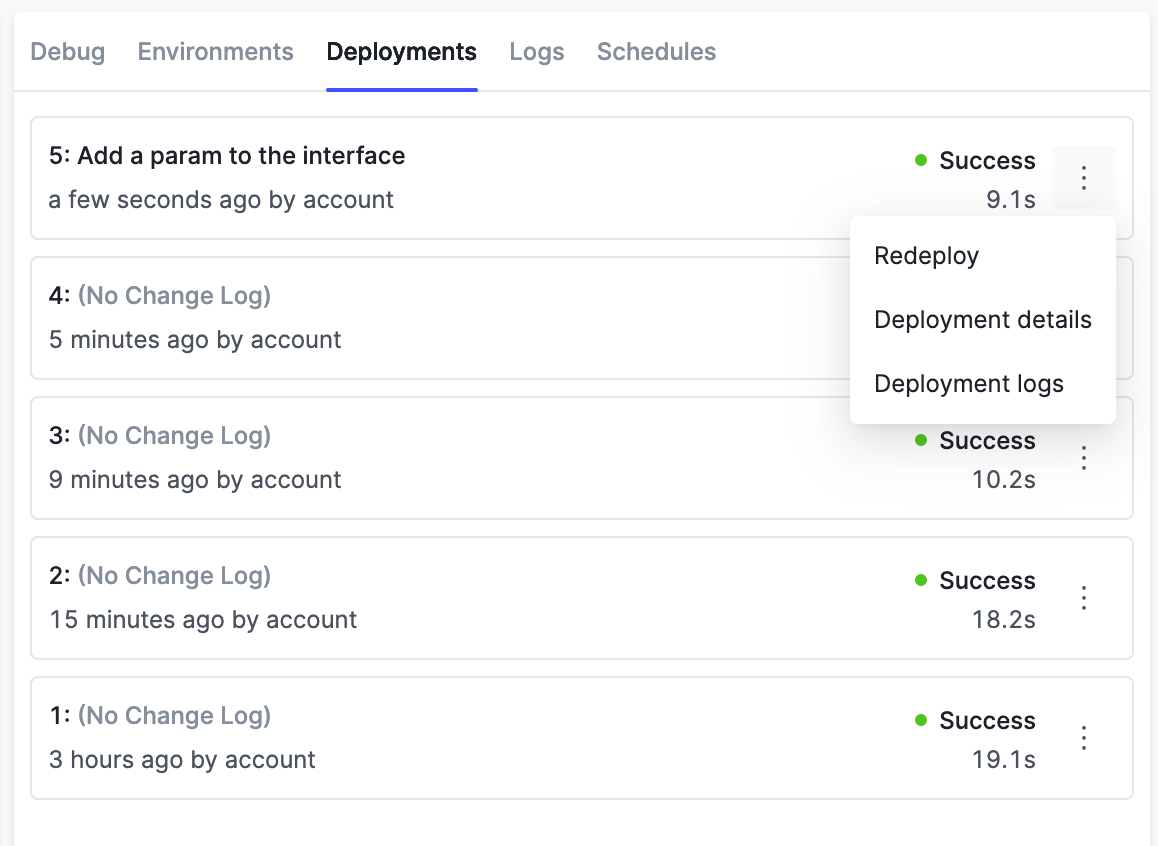 Debug Environments Deployments Logs Schedules
5: Add a param to the interface
Success
a few seconds ago by account
9.1s
Redeploy
Deployment details
Deployment logs
4: (No Change Log)
5 minutes ago by account
3: (No Change Log)
Success
9 minutes ago by account
10.2s
2: (No Change Log)
Success
15 minutes ago by account
18.2s
1: (No Change Log)
Success
3 hours ago by account
19.1s